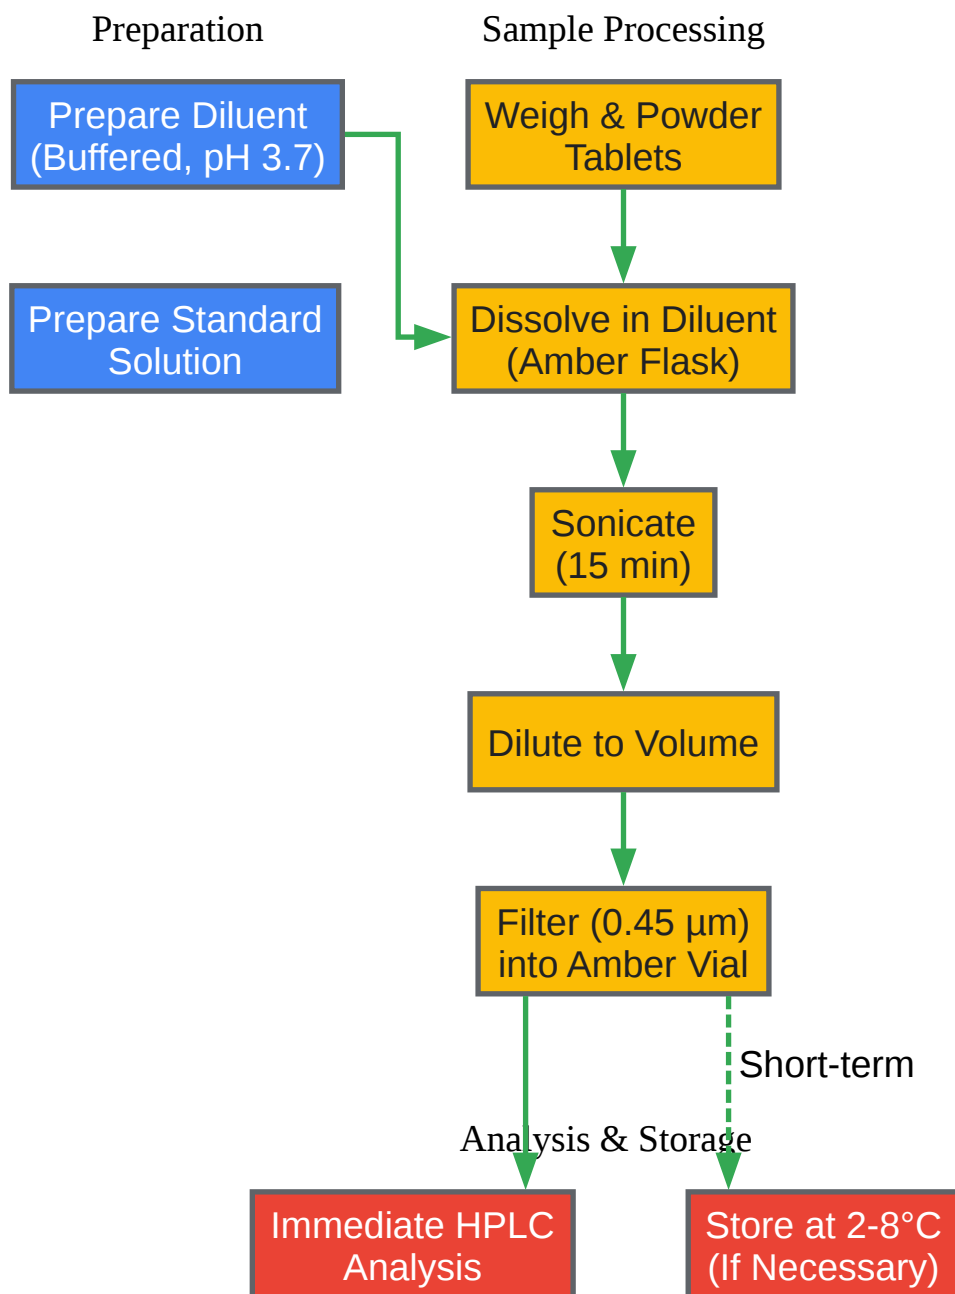 Preparation
Sample Processing
Prepare Diluent
(Buffered, pH 3.7)
Weigh & Powder
Tablets
Prepare Standard
Solution
Dissolve in Diluent
(Amber Flask)
Sonicate
(15 min)
Dilute to Volume
Filter (0.45 µm)
into Amber Vial
Short-term
Analysis & Storage
Immediate HPLC
Analysis
Store at 2-8°C
(If Necessary)